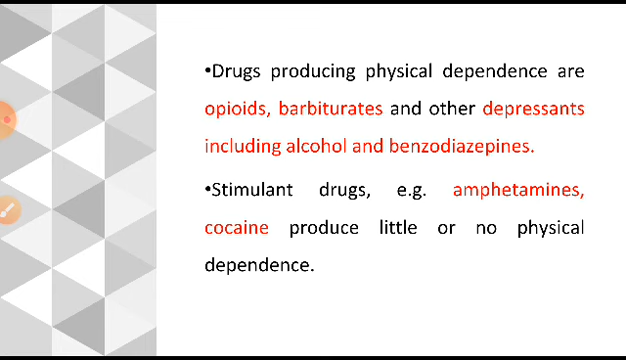 •Drugs producing physical dependence are
opioids, barbiturates and other depressants
including alcohol and benzodiazepines.
•Stimulant drugs, e.g. amphetamines,
cocaine produce little or no physical
dependence.